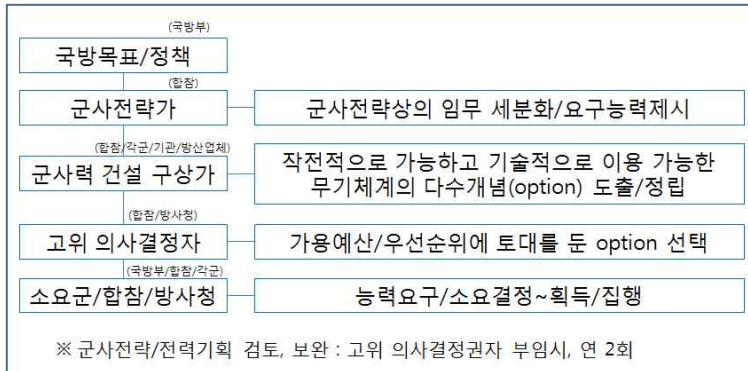 (국방부)
국방목표/정책
(합참)
군사전략가
군사전략상의 임무 세분화/요구능력제시
(합참/각군/기관/방산업체)
군사력 건설 구상가
작전적으로 가능하고 기술적으로 이용 가능한
무기체계의 다수개념(option) 도출/정립
(합참/방사청)
고위 의사결정자
가용예산/우선순위에 토대를 둔 option 선택
(국방부/합참/각군)
소요군/합참/방사청
능력요구/소요결정~획득/집행
※ 군사전략/전력기획 검토, 보완 : 고위 의사결정권자 부임시, 연 2회